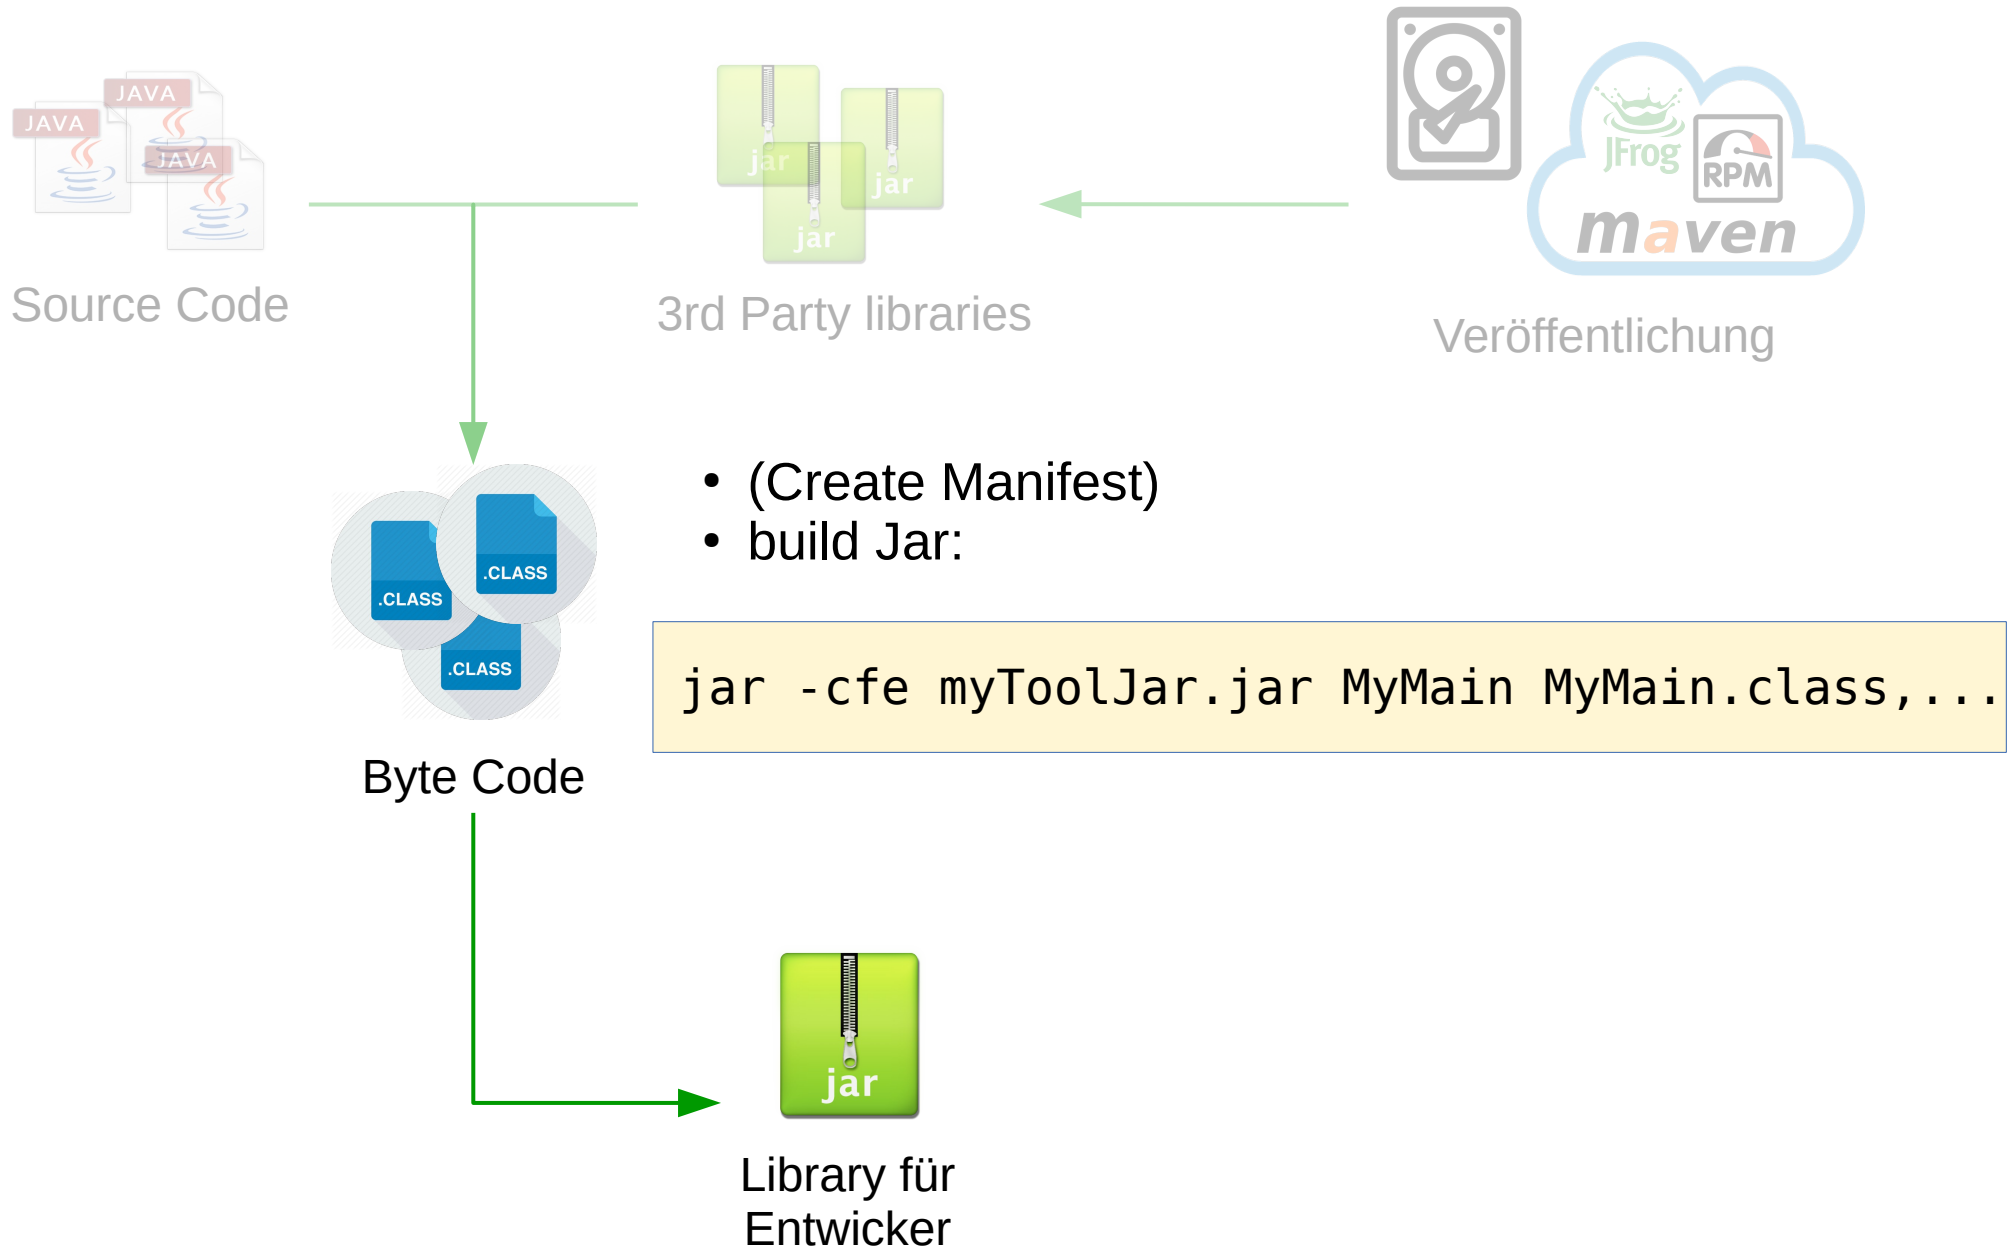 JAVA
JAVA
JAVA
Source Code
jar
jar
jar
3rd Party libraries
JFrog
RPM
maven
Veröffentlichung
• (Create Manifest)
• build Jar:
.CLASS
.CLASS
.CLASS
Byte Code
jar -cfe myToolJar.jar MyMain MyMain.class,...
jar
Library für
Entwicker